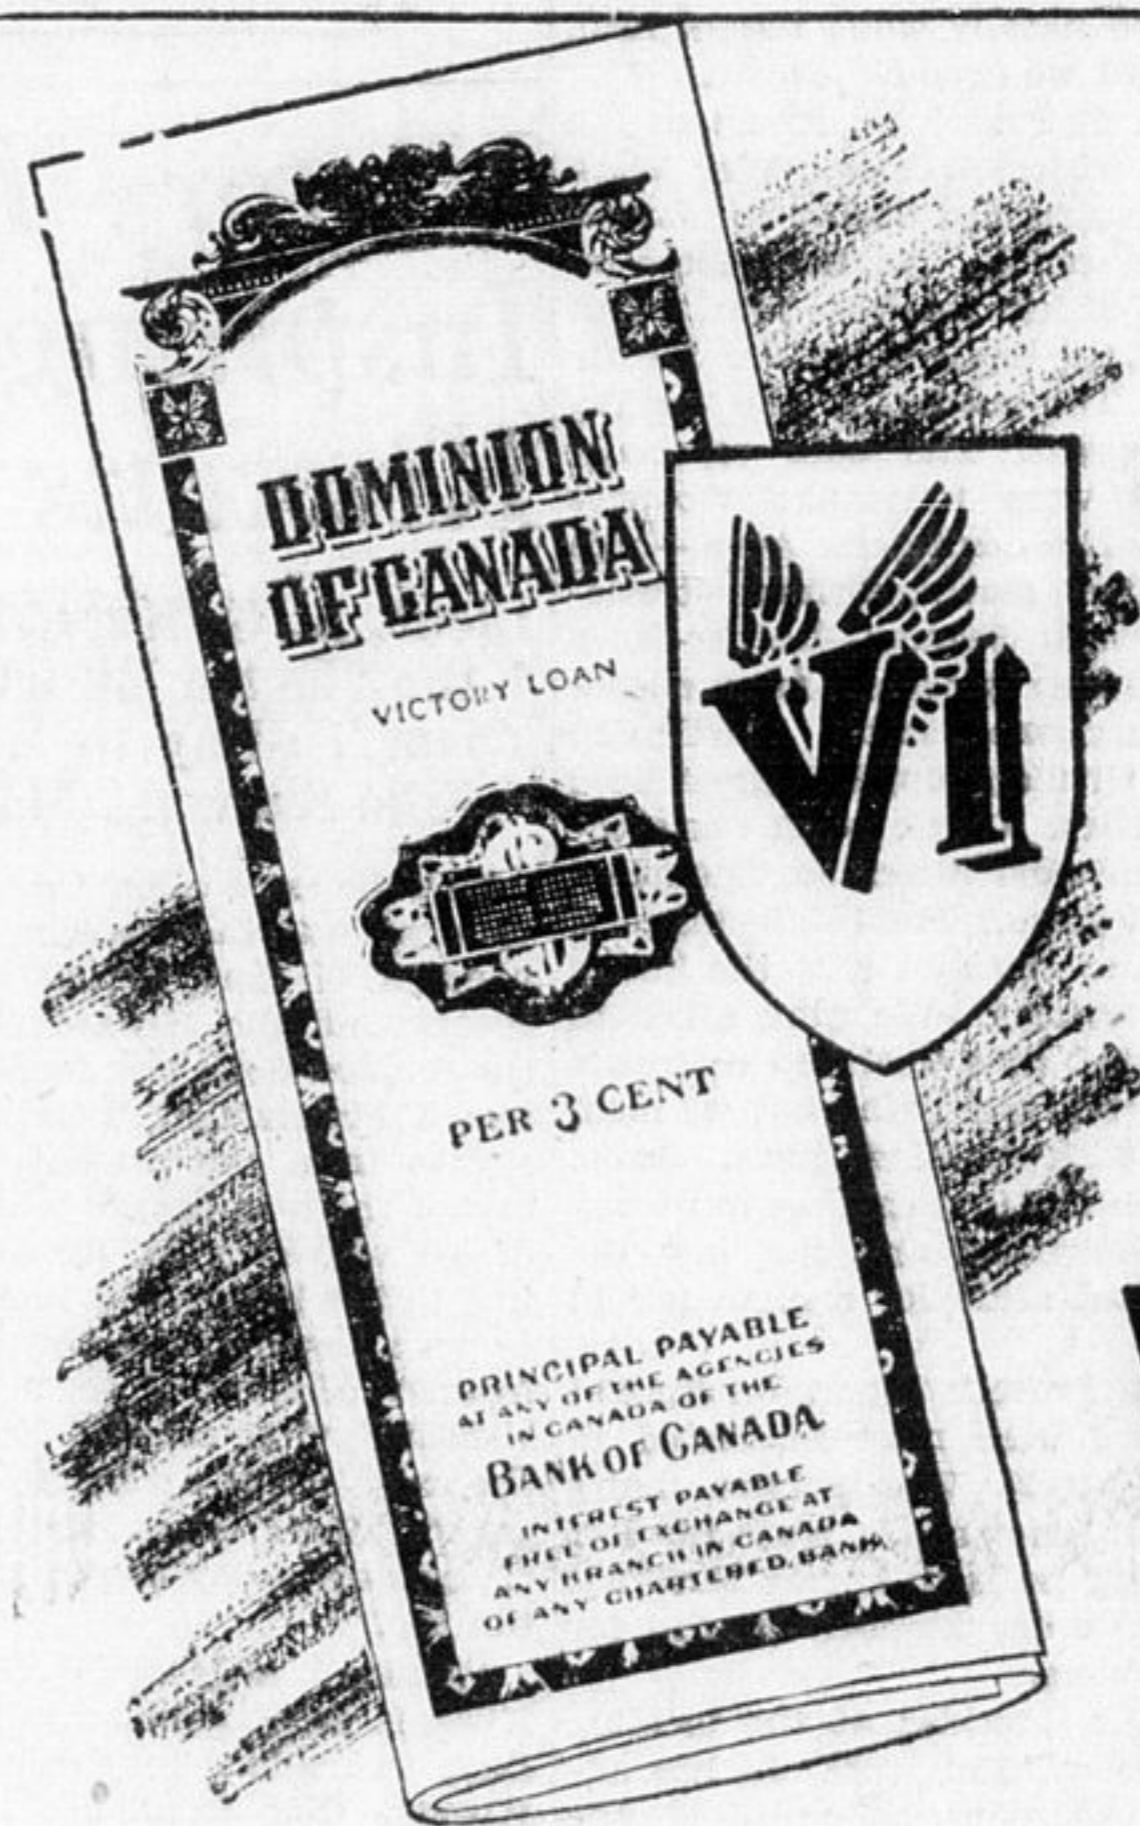 DOMINION
OF CANADA
VICTORY LOAN
VI
PER 3 CENT
PRINCIPAL PAYABLE
AT ANY OF THE AGENCIES
IN CANADA OF THE
BANK OF CANADA
INTEREST PAYABLE
FREE OF EXCHANGE AT
ANY BRANCH IN CANADA
OF ANY CHARTERED. BANK